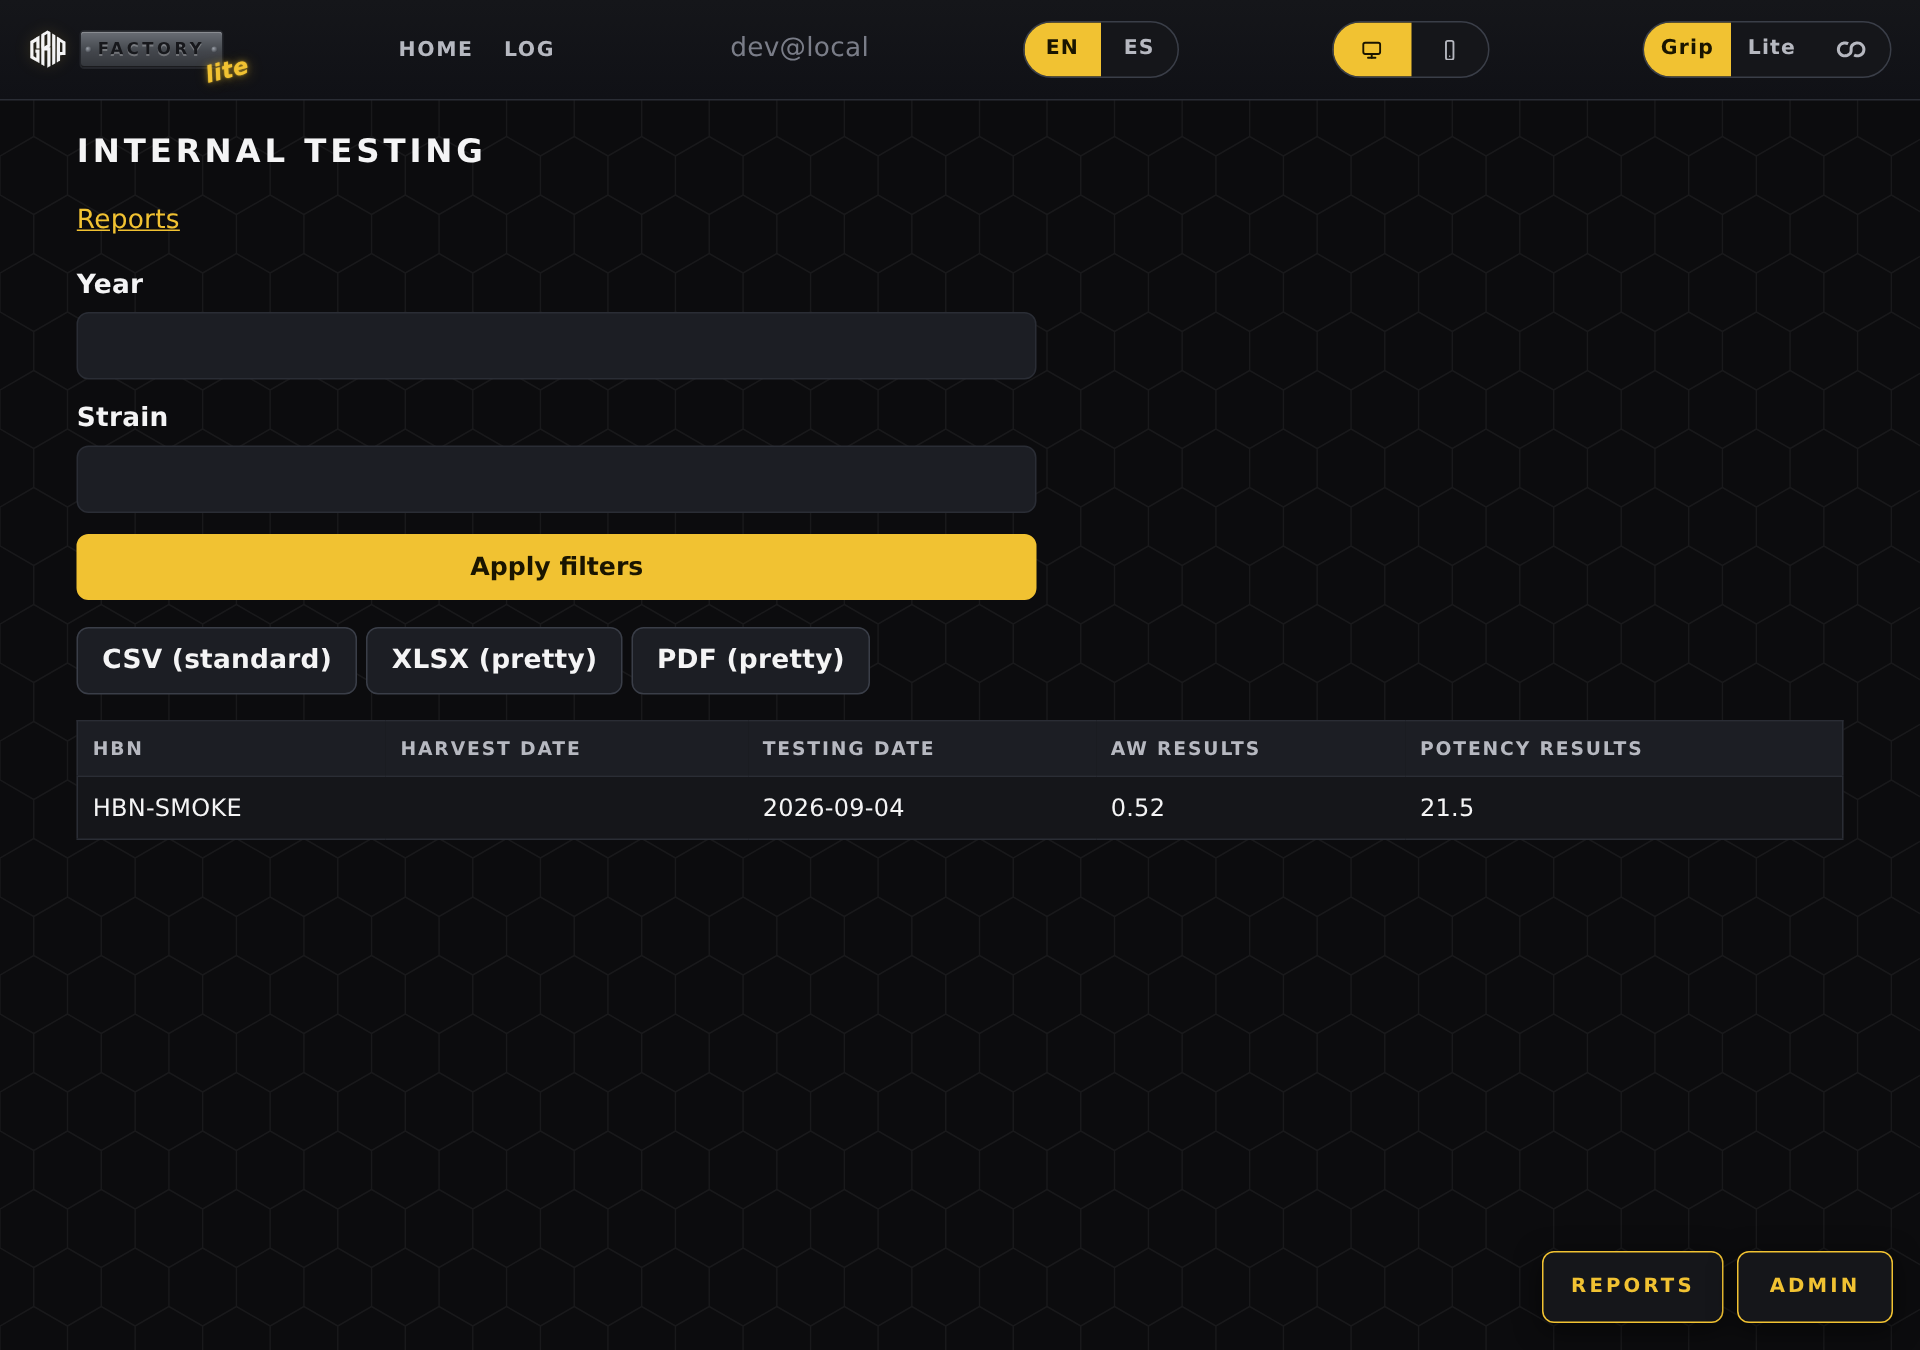 GRIP FACTORY lite HOME LOG dev@local EN ES Grip Lite
INTERNAL TESTING
Reports
Year
Strain
Apply filters
CSV (standard) XLSX (pretty) PDF (pretty)
HBN HARVEST DATE TESTING DATE AW RESULTS POTENCY RESULTS
HBN-SMOKE 2026-09-04 0.52 21.5
REPORTS ADMIN